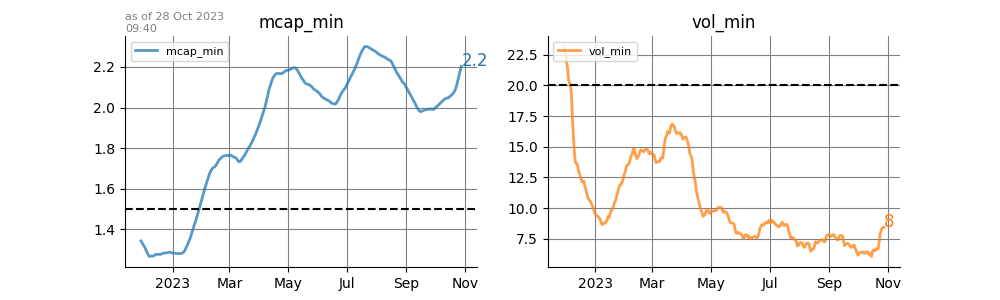 as of 28 Oct 2023
09:40
mcap_min
mcap_min
2.2
2.2
2.0
1.8
1.6
1.4
2023
Mar
May
Jul
Sep
Nov
vol_min
vol_min
22.5
20.0
17.5
15.0
12.5
10.0
7.5
8
2023
Mar
May
Jul
Sep
Nov